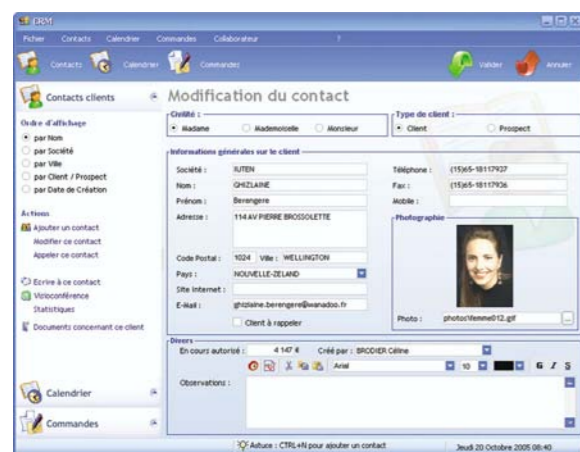 CRM
Fichier Contacts Calendrier Commandes Collaborateur ?
Contacts Calendrier Commandes Valider Annuler
Contacts clients
Ordre d'affichage
par Nom
par Société
par Ville
par Client / Prospect
par Date de Création
Actions
Ajouter un contact
Modifier ce contact
Appeler ce contact
Ecrire à ce contact
Vizioconférence
Statistiques
Documents concernant ce client
Calendrier
Commandes
Modification du contact
Civilité :
Madame Mademoiselle Monsieur
Type de client :
Client Prospect
Informations générales sur le client
Société : IUTEN
Nom : GHIZLAINE
Prénom : Berengere
Adresse : 114 AV PIERRE BROSSOLETTE
Code Postal : 1024 Ville : WELLINGTON
Pays : NOUVELLE-ZELAND
Site Internet :
E-Mail : ghizlaine.berengere@wanadoo.fr
Client à rappeler
Téléphone : (15)65-18117937
Fax : (15)65-18117936
Mobile :
Photographie
Photo : photos\femme012.gif ...
Divers
En cours autorisé : 4 147 € Créé par : BRODIER Céline
Arial 10 G I S
Observations :
Astuce : CTRL+N pour ajouter un contact
Jeudi 20 Octobre 2005 08:40